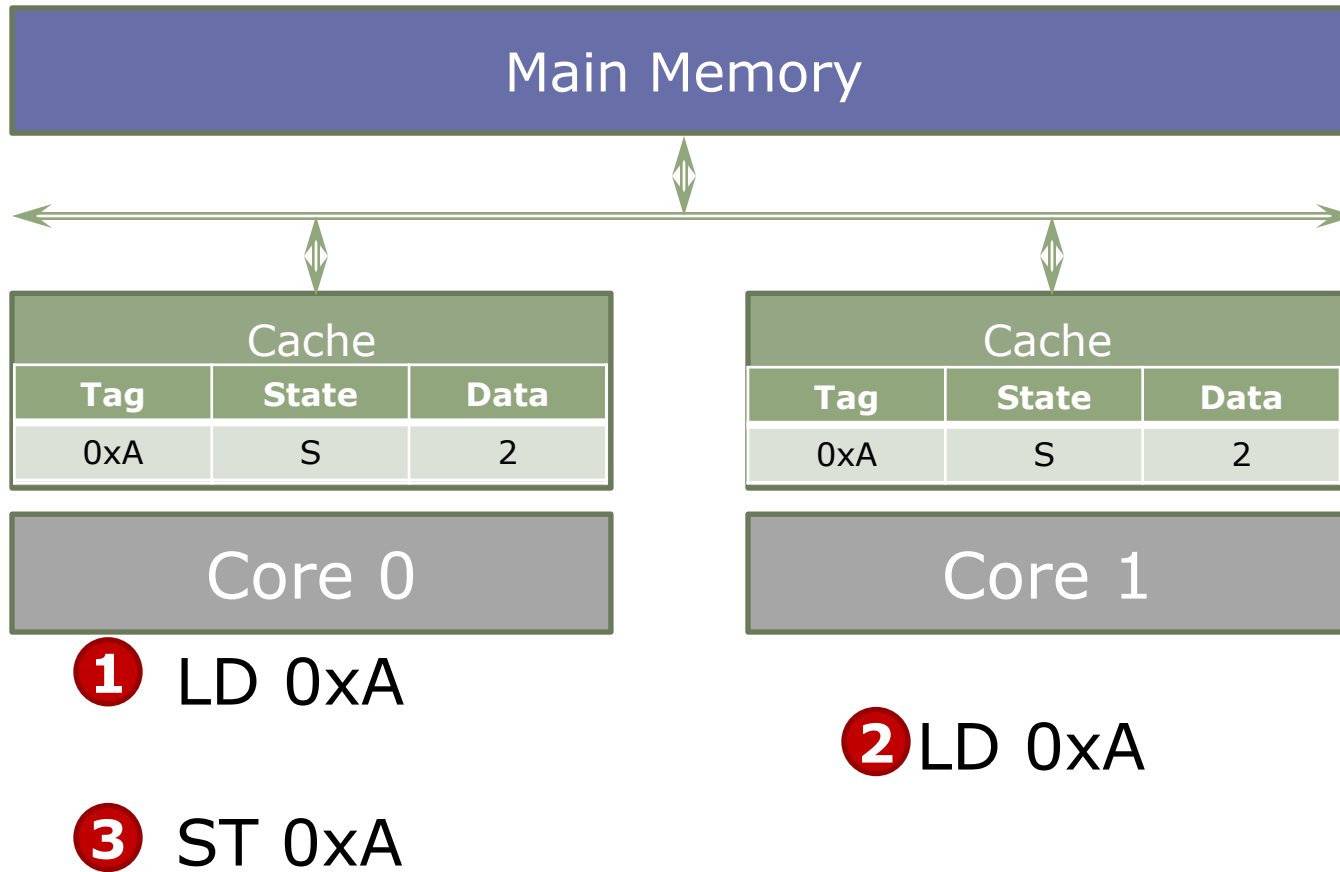 Main Memory
Cache
Tag State Data
0xA S 2
Cache
Tag State Data
0xA S 2
Core 0
Core 1
1 LD 0xA
2 LD 0xA
3 ST 0xA